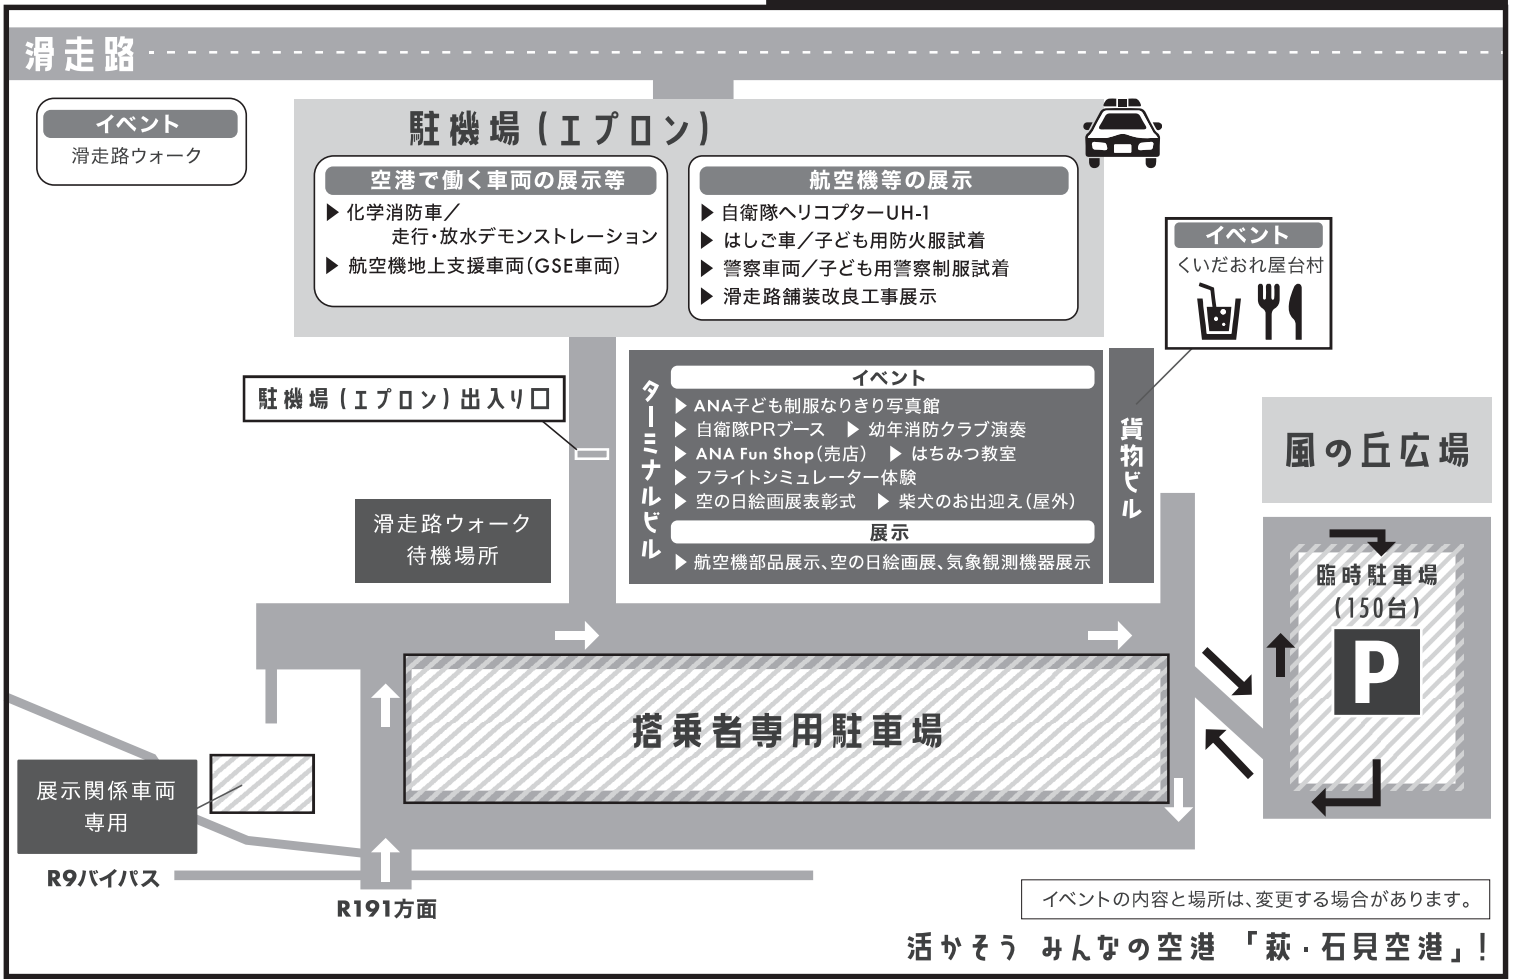 滑走路
イベント
滑走路ウォーク
駐機場(エプロン)
空港で働く車両の展示等
▶ 化学消防車／
走行・放水デモンストレーション
▶ 航空機地上支援車両(GSE車両)
航空機等の展示
▶ 自衛隊ヘリコプターUH-1
▶ はしご車／子ども用防火服試着
▶ 警察車両／子ども用警察制服試着
▶ 滑走路舗装改良工事展示
イベント
くいだおれ屋台村
駐機場(エプロン)出入り口
滑走路ウォーク
待機場所
ターミナルビル
イベント
▶ ANA子ども制服なりきり写真館
▶ 自衛隊PRブース ▶ 幼年消防クラブ演奏
▶ ANA Fun Shop(売店) ▶ はちみつ教室
▶ フライトシミュレーター体験
▶ 空の日絵画展表彰式 ▶ 柴犬のお出迎え(屋外)
展示
▶ 航空機部品展示、空の日絵画展、気象観測機器展示
貨物ビル
風の丘広場
臨時駐車場
(150台)
P
搭乗者専用駐車場
展示関係車両
専用
R9バイパス
R191方面
イベントの内容と場所は、変更する場合があります。
活かそう みんなの空港 「萩・石見空港」!